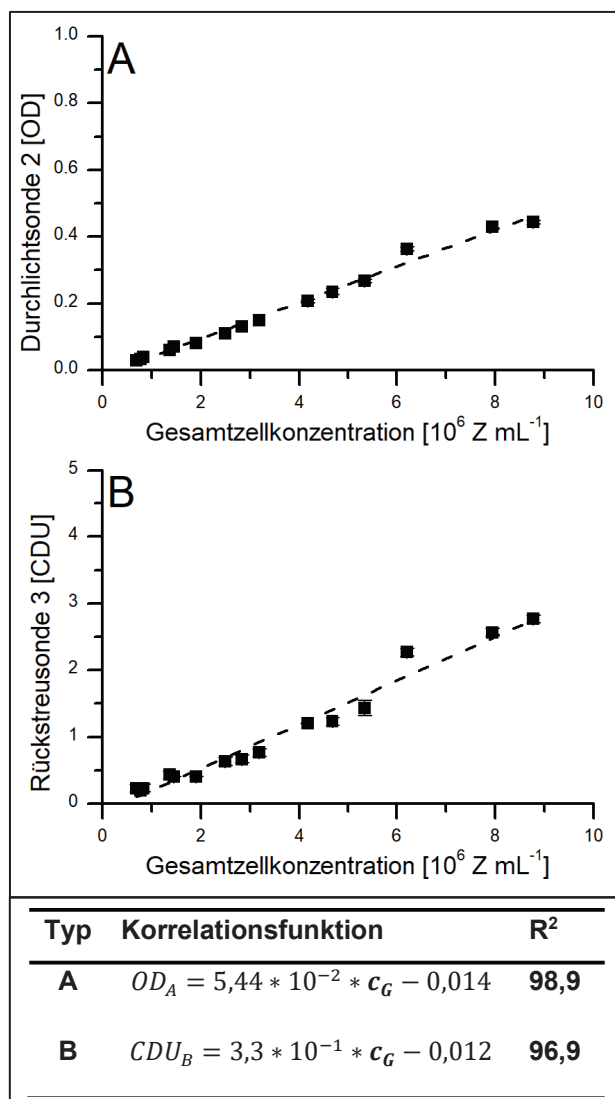 A
Durchlichtsonde 2 [OD]
1.0
0.8
0.6
0.4
0.2
0.0
0 2 4 6 8 10
Gesamtzellkonzentration [10⁶ Z mL⁻¹]
B
Rückstreusonde 3 [CDU]
5
4
3
2
1
0
0 2 4 6 8 10
Gesamtzellkonzentration [10⁶ Z mL⁻¹]
Typ Korrelationsfunktion R²
A OD_A = 5,44 * 10⁻² * c_G − 0,014 98,9
B CDU_B = 3,3 * 10⁻¹ * c_G − 0,012 96,9